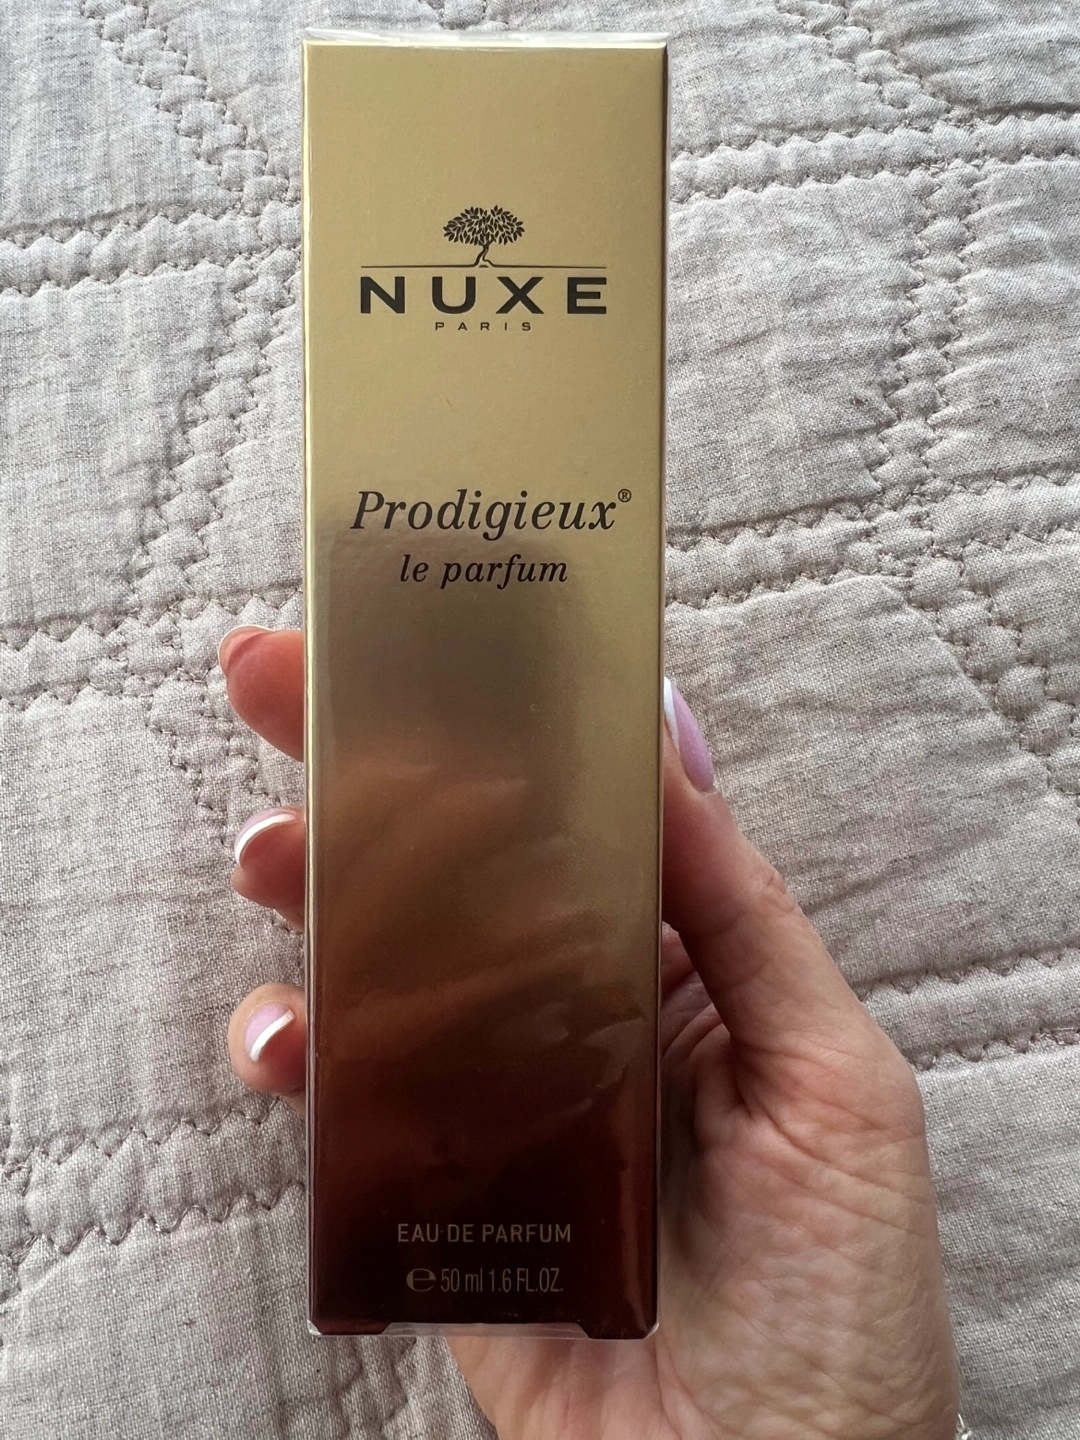 NUXE
PARIS
Prodigieux®
le parfum
EAU DE PARFUM
℮ 50 ml 1.6 FL.OZ.